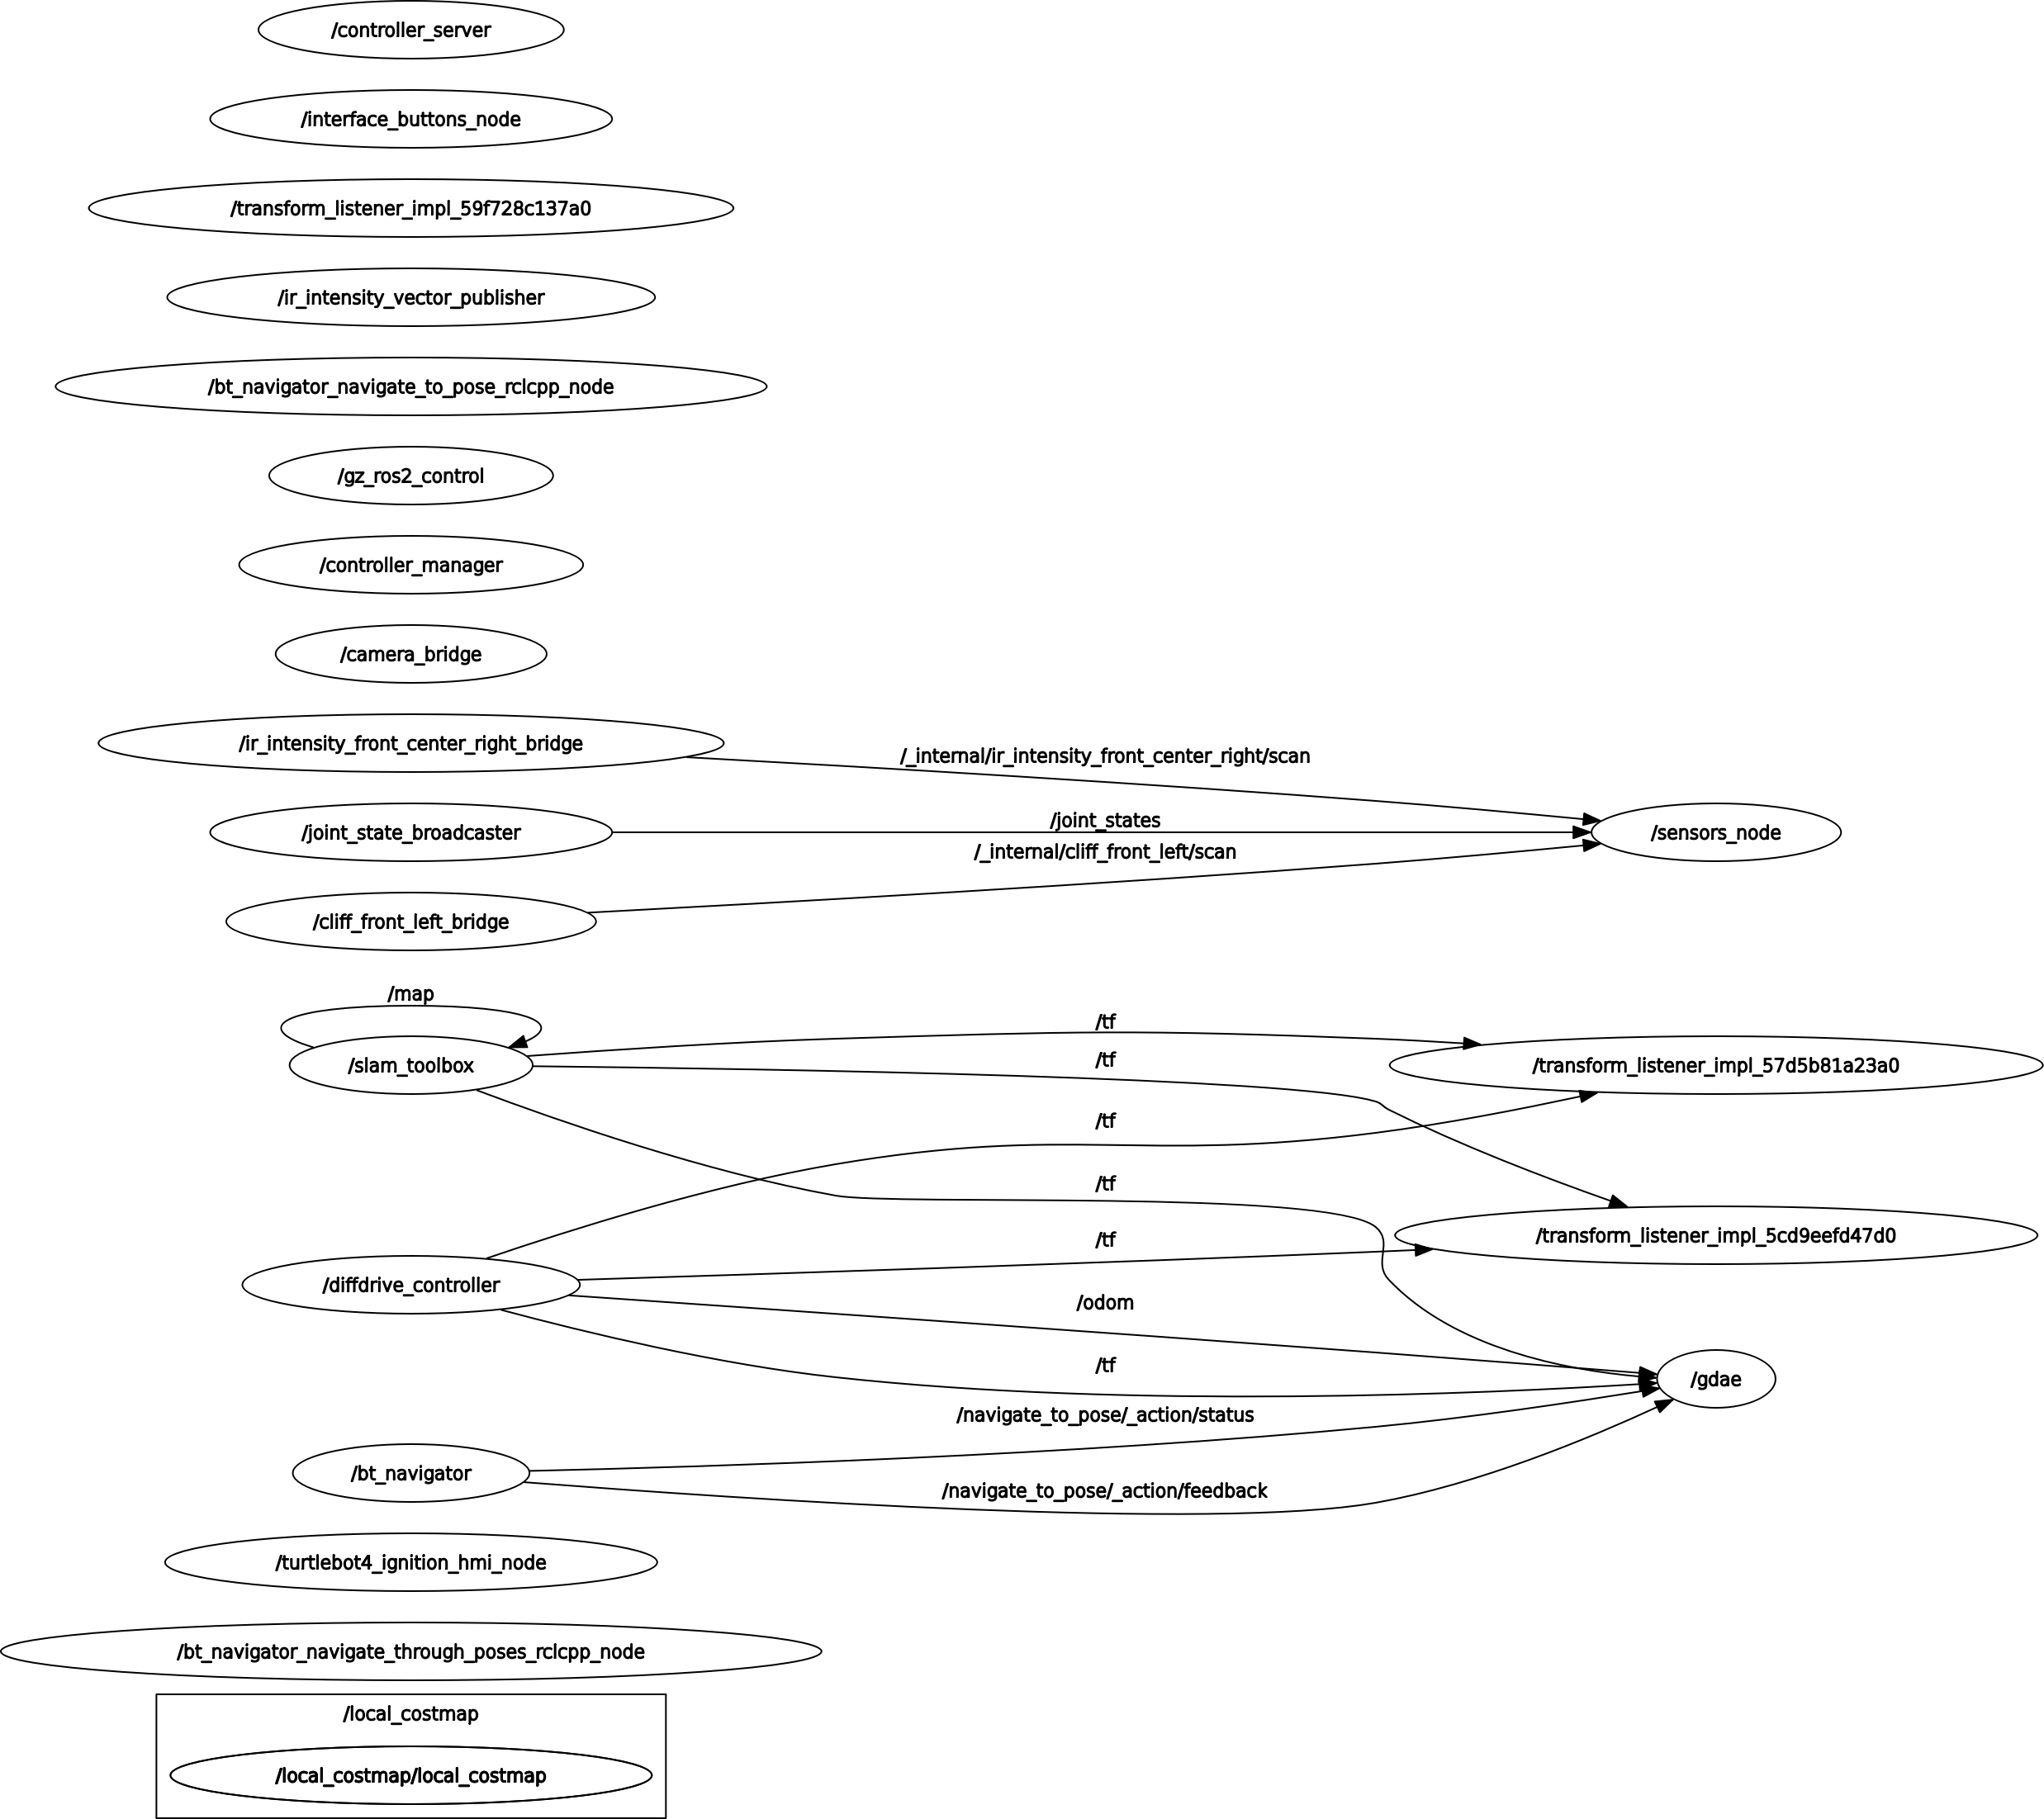 /controller_server
/interface_buttons_node
/transform_listener_impl_59f728c137a0
/ir_intensity_vector_publisher
/bt_navigator_navigate_to_pose_rclcpp_node
/gz_ros2_control
/controller_manager
/camera_bridge
/ir_intensity_front_center_right_bridge
/_internal/ir_intensity_front_center_right/scan
/joint_states
/joint_state_broadcaster
/sensors_node
/_internal/cliff_front_left/scan
/cliff_front_left_bridge
/map
/tf
/tf
/slam_toolbox
/transform_listener_impl_57d5b81a23a0
/tf
/tf
/tf
/transform_listener_impl_5cd9eefd47d0
/diffdrive_controller
/odom
/tf
/gdae
/navigate_to_pose/_action/status
/bt_navigator
/navigate_to_pose/_action/feedback
/turtlebot4_ignition_hmi_node
/bt_navigator_navigate_through_poses_rclcpp_node
/local_costmap
/local_costmap/local_costmap